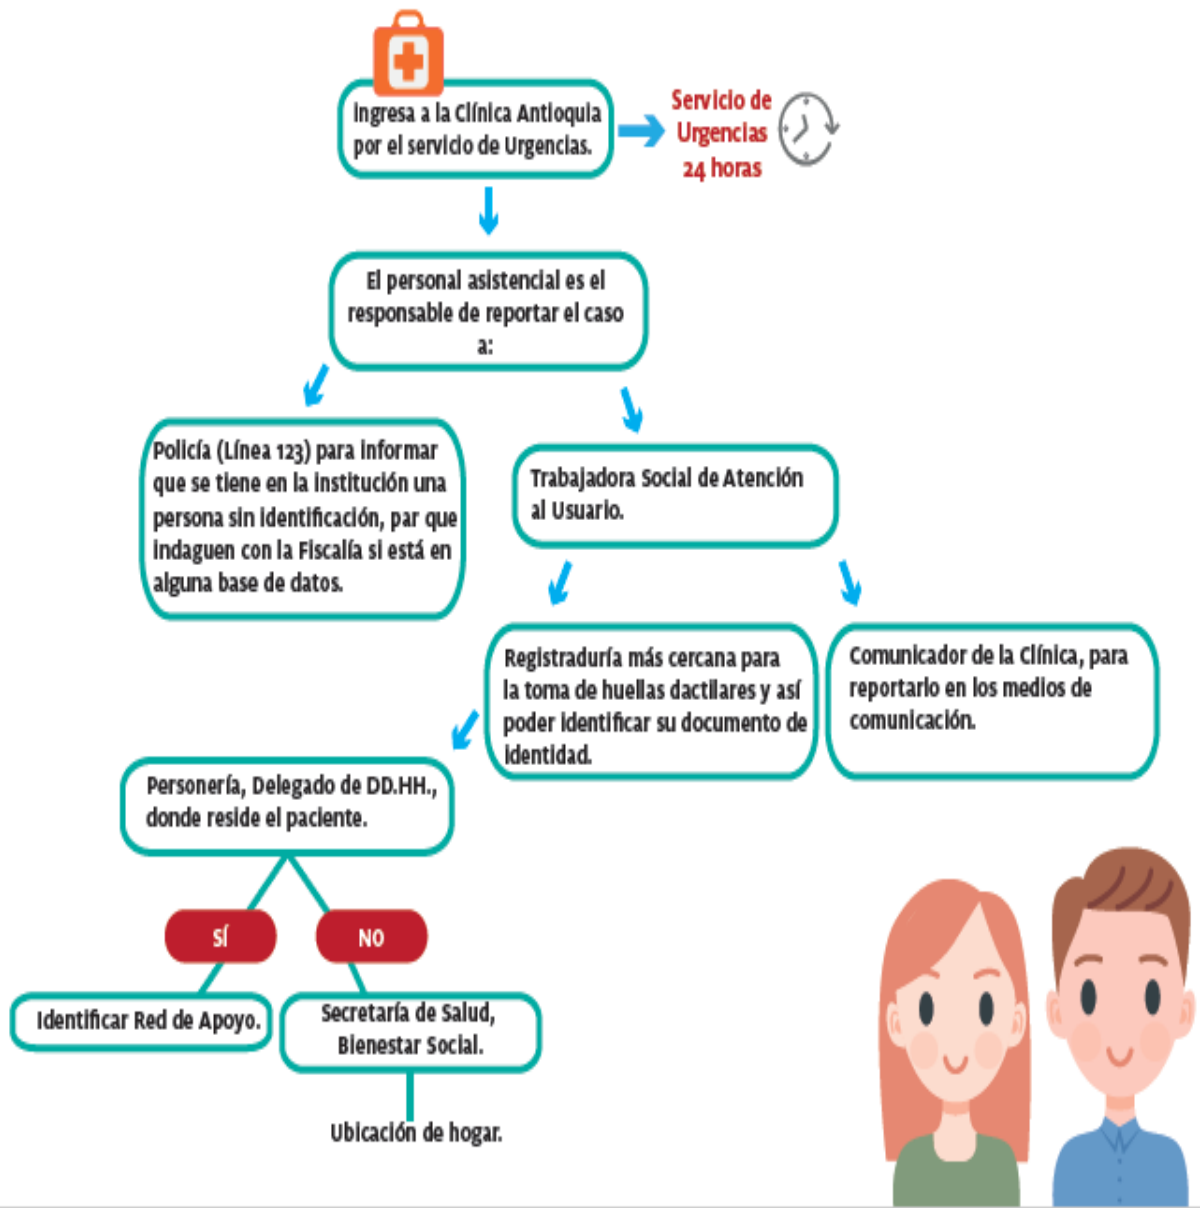 Ingresa a la Clínica Antioquia
por el servicio de Urgencias.
Servicio de
Urgencias
24 horas
El personal asistencial es el
responsable de reportar el caso
a:
Policía (Línea 123) para informar
que se tiene en la institución una
persona sin identificación, par que
indaguen con la Fiscalía si está en
alguna base de datos.
Trabajadora Social de Atención
al Usuario.
Registraduría más cercana para
la toma de huellas dactilares y así
poder identificar su documento de
identidad.
Comunicador de la Clínica, para
reportarlo en los medios de
comunicación.
Personería, Delegado de DD.HH.,
donde reside el paciente.
SÍ
NO
Identificar Red de Apoyo.
Secretaría de Salud,
Bienestar Social.
Ubicación de hogar.